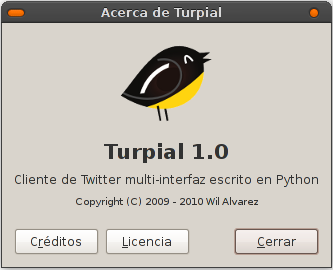 Acerca de Turpial
Turpial 1.0
Cliente de Twitter multi-interfaz escrito en Python
Copyright (C) 2009 - 2010 Wil Alvarez
Créditos
Licencia
Cerrar